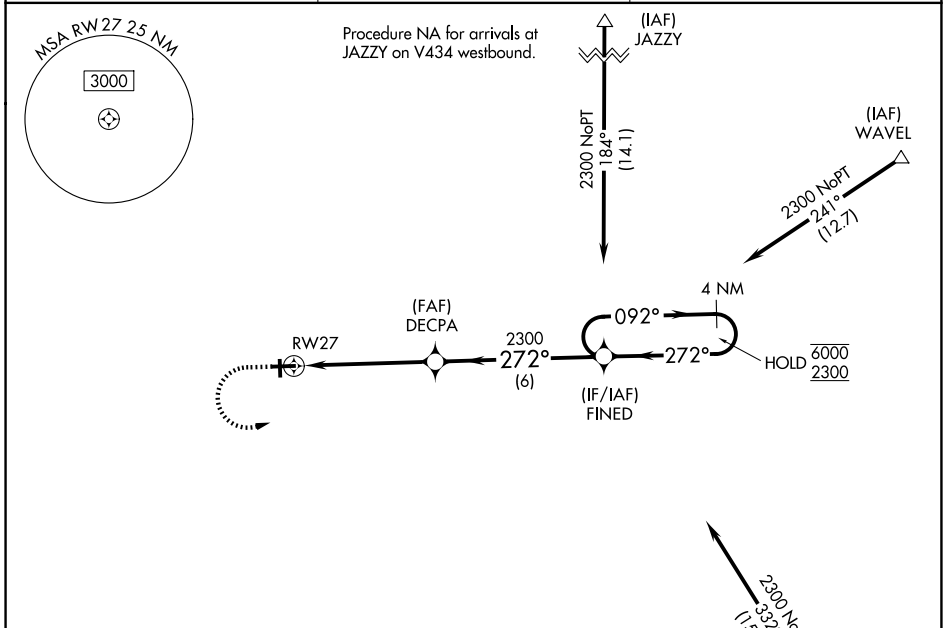 MSA RW27 25 NM
3000
Procedure NA for arrivals at
JAZZY on V434 westbound.
(IAF)
JAZZY
2300 NoPT
184°
(14.1)
(IAF)
WAVEL
2300 NoPT
241°
(12.7)
4 NM
092°
272°
HOLD
6000
2300
(FAF)
DECPA
RW27
2300
272°
(6)
(IF/IAF)
FINED
2300
332°